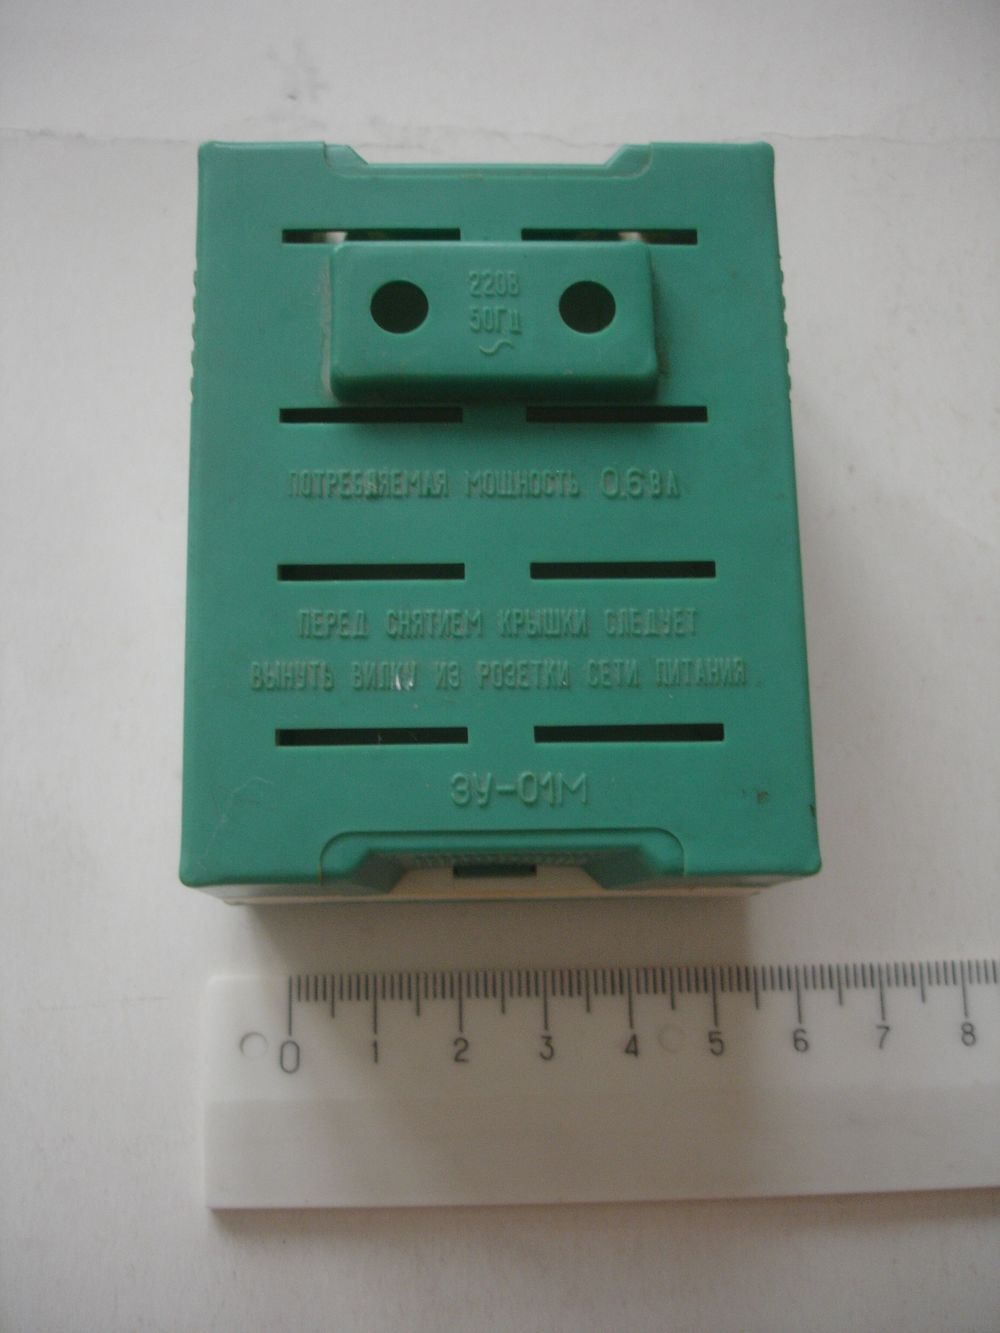 220В
50ГЦ
ПОТРЕБЛЯЕМАЯ МОЩНОСТЬ 0,6 ВА
ПЕРЕД СНЯТИЕМ КРЫШКИ СЛЕДУЕТ
ВЫНУТЬ ВИЛКУ ИЗ РОЗЕТКИ СЕТИ ПИТАНИЯ.
ЗУ-01М
0 1 2 3 4 5 6 7 8